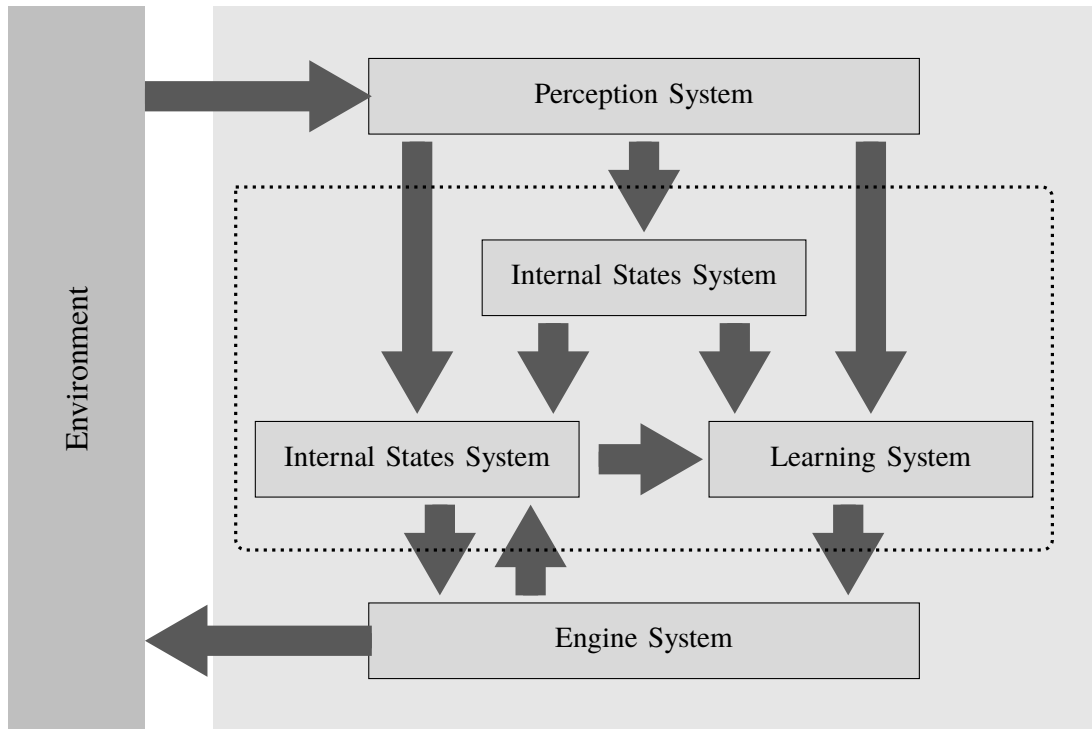 Environment
Perception System
Internal States System
Internal States System
Learning System
Engine System